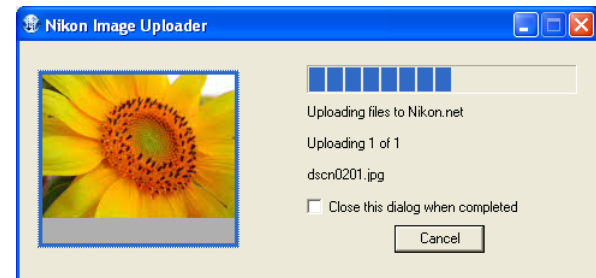 Nikon Image Uploader
Uploading files to Nikon.net
Uploading 1 of 1
dscn0201.jpg
Close this dialog when completed
Cancel